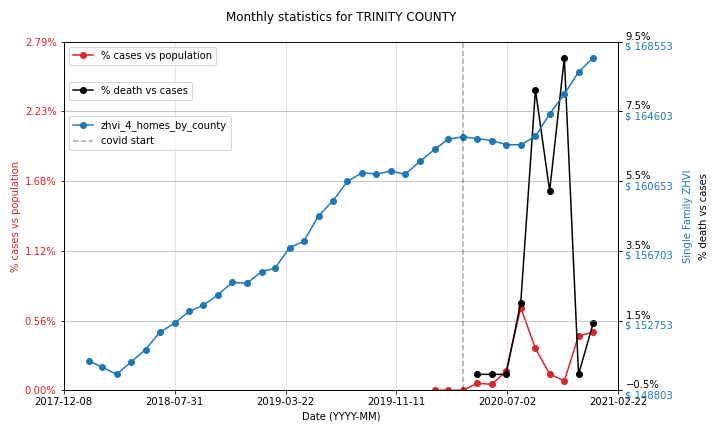 Monthly statistics for TRINITY COUNTY
2.79%
2.23%
1.68%
1.12%
0.56%
0.00%
% cases vs population
% cases vs population
% death vs cases
zhvi_4_homes_by_county
covid start
9.5%
$ 168553
7.5%
$ 164603
5.5%
$ 160653
3.5%
$ 156703
1.5%
$ 152753
−0.5%
$ 148803
Single Family ZHVI
% death vs cases
2017-12-08
2018-07-31
2019-03-22
2019-11-11
2020-07-02
2021-02-22
Date (YYYY-MM)